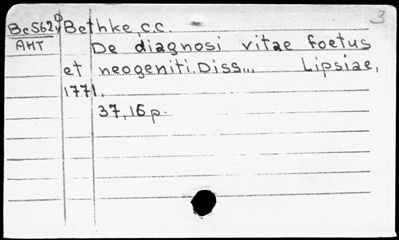 3
Bc562 Bethke, C.C.
AMT De diagnosi vitae foetus
et neogeniti. Diss... Lipsiae,
1771.
37, 16 p.